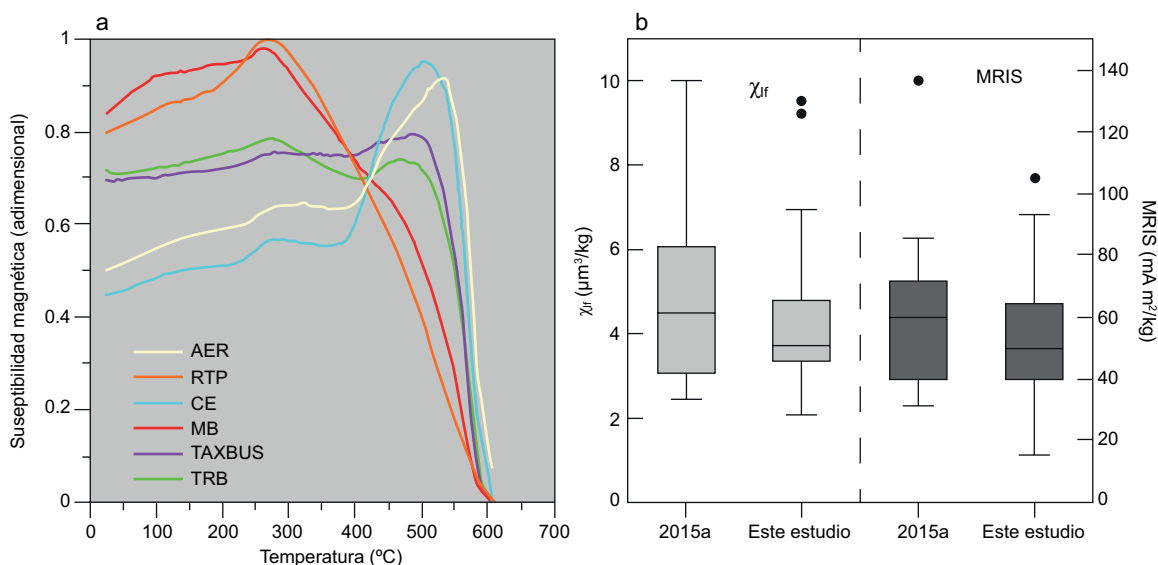 a
Suseptibilidad magnética (adimensional)
1
0.8
0.6
0.4
0.2
0
AER
RTP
CE
MB
TAXBUS
TRB
0 100 200 300 400 500 600 700
Temperatura (ºC)
b
χlf (µm³/kg)
10
8
6
4
2
0
χlf
MRIS
140
120
100
80
60
40
20
0
MRIS (mA m²/kg)
2015a Este estudio 2015a Este estudio